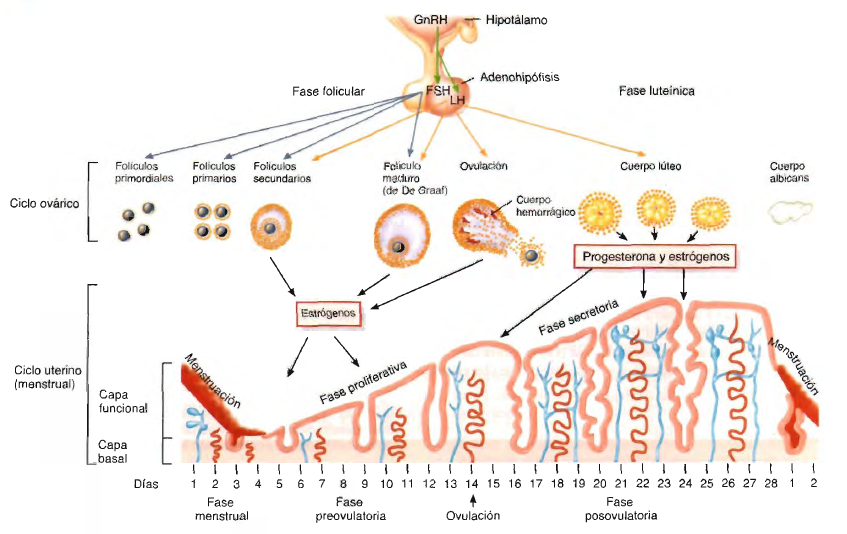 GnRH
Hipotálamo
Adenohipófisis
FSH
LH
Fase folicular
Fase luteínica
Folículos
primordiales
Folículos
primarios
Folículos
secundarios
Folículo
maduro
(de De Graaf)
Ovulación
Cuerpo lúteo
Cuerpo
albicans
Ciclo ovárico
Cuerpo
hemorrágico
Progesterona y estrógenos
Estrógenos
Ciclo uterino
(menstrual)
Menstruación
Fase proliferativa
Fase secretoria
Menstruación
Capa
funcional
Capa
basal
Días 1 2 3 4 5 6 7 8 9 10 11 12 13 14 15 16 17 18 19 20 21 22 23 24 25 26 27 28 1 2
Fase
menstrual
Fase
preovulatoria
Ovulación
Fase
posovulatoria